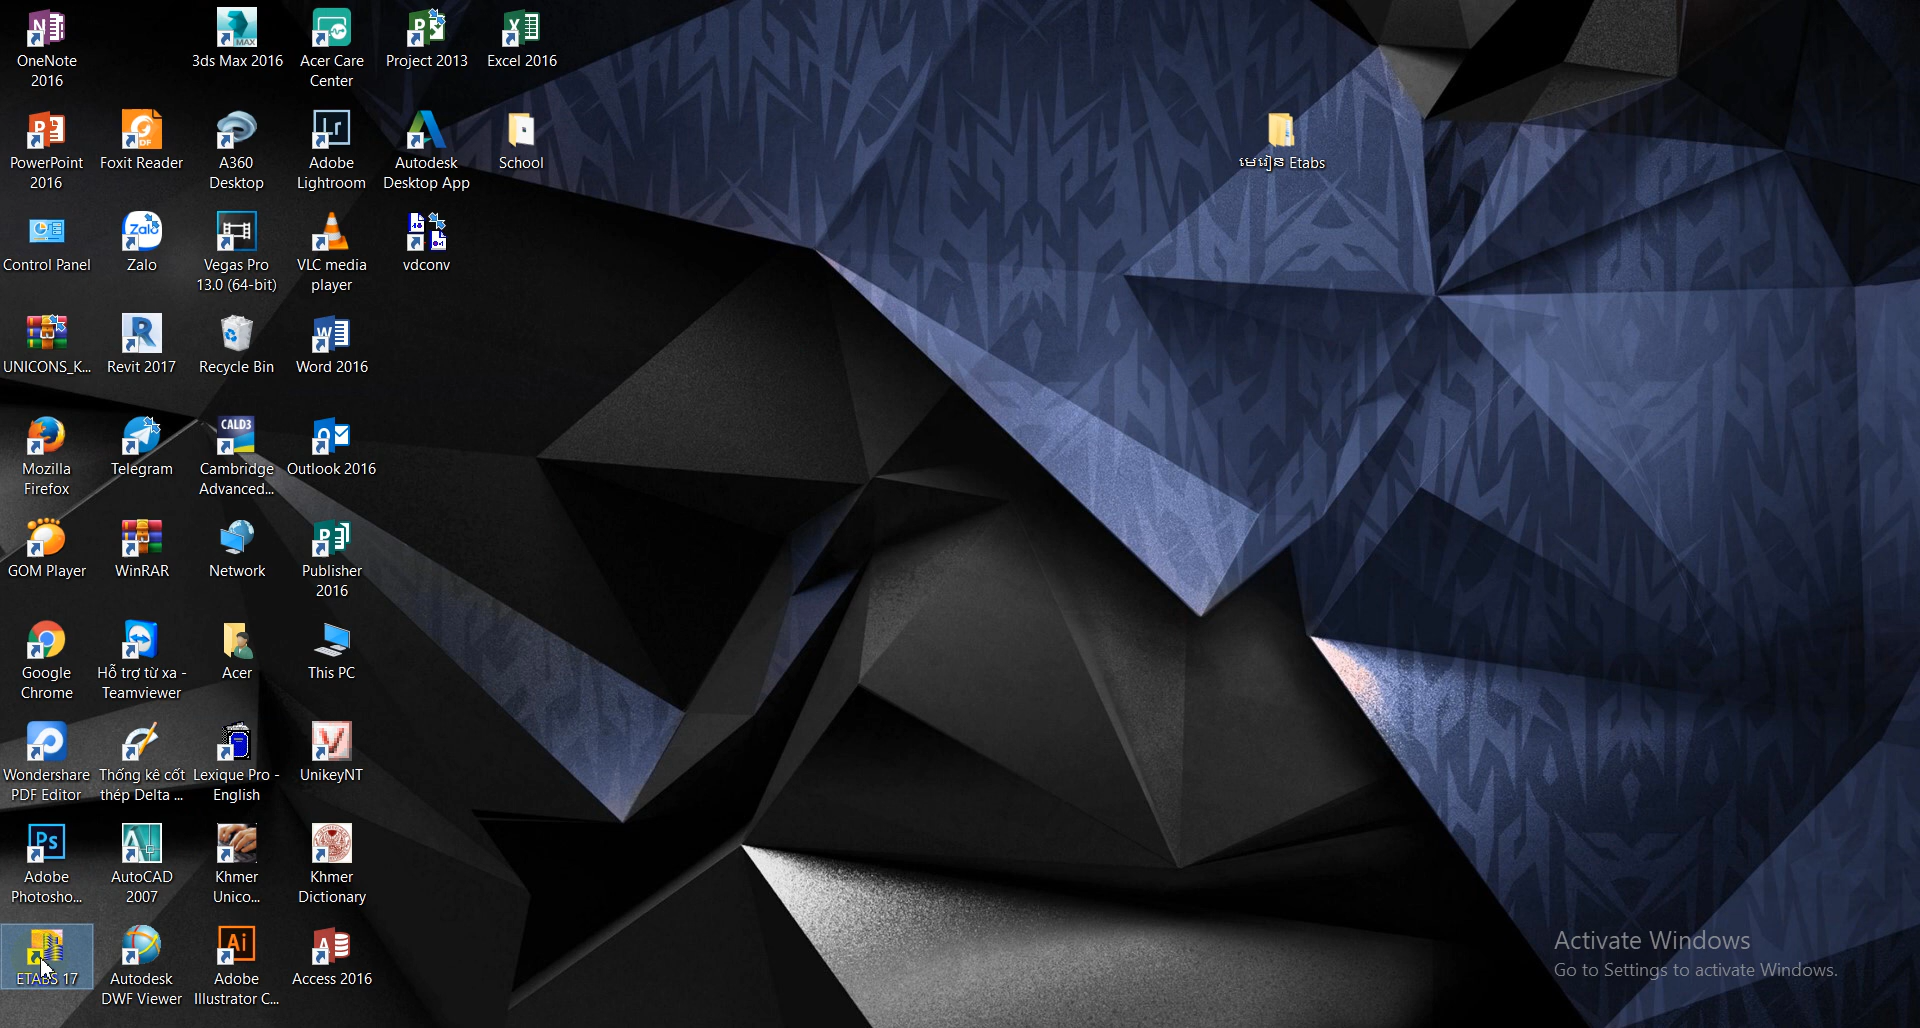 OneNote
2016
3ds Max 2016
Acer Care
Center
Project 2013
Excel 2016
PowerPoint
2016
Foxit Reader
A360
Desktop
Adobe
Lightroom
Autodesk
Desktop App
School
មេរៀន Etabs
Control Panel
Zalo
Vegas Pro
13.0 (64-bit)
VLC media
player
vdconv
UNICONS_K...
Revit 2017
Recycle Bin
Word 2016
Mozilla
Firefox
Telegram
Cambridge
Advanced...
Outlook 2016
GOM Player
WinRAR
Network
Publisher
2016
Google
Chrome
Hỗ trợ từ xa -
Teamviewer
Acer
This PC
Wondershare
PDF Editor
Thống kê cốt
thép Delta ...
Lexique Pro -
English
UnikeyNT
Adobe
Photosho...
AutoCAD
2007
Khmer
Unico...
Khmer
Dictionary
ETABS 17
Autodesk
DWF Viewer
Adobe
Illustrator C...
Access 2016
Activate Windows
Go to Settings to activate Windows.